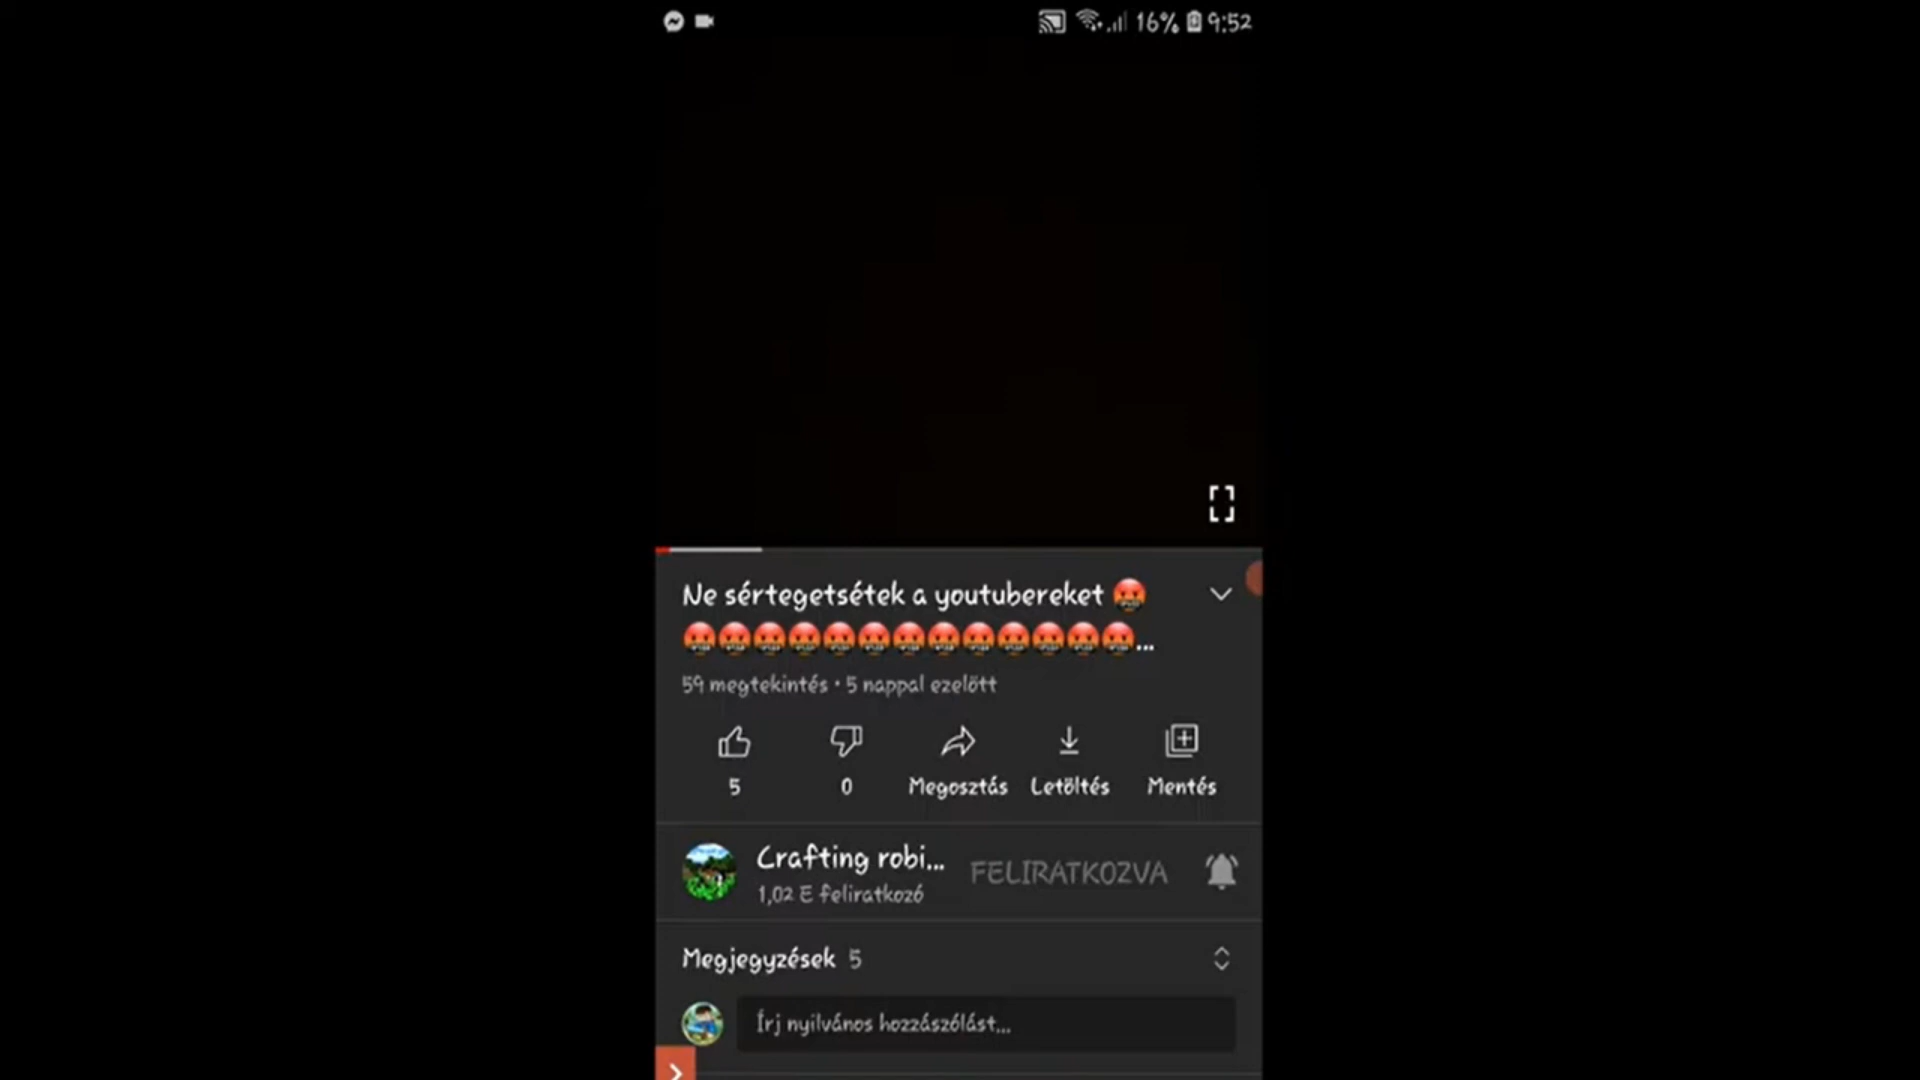 16% 9:52
Ne sértegetsétek a youtubereket 🤬
🤬🤬🤬🤬🤬🤬🤬🤬🤬🤬🤬🤬🤬...
59 megtekintés • 5 nappal ezelőtt
5 0 Megosztás Letöltés Mentés
Crafting robi... FELIRATKOZVA
1,02 E feliratkozó
Megjegyzések 5
Írj nyilvános hozzászólást...